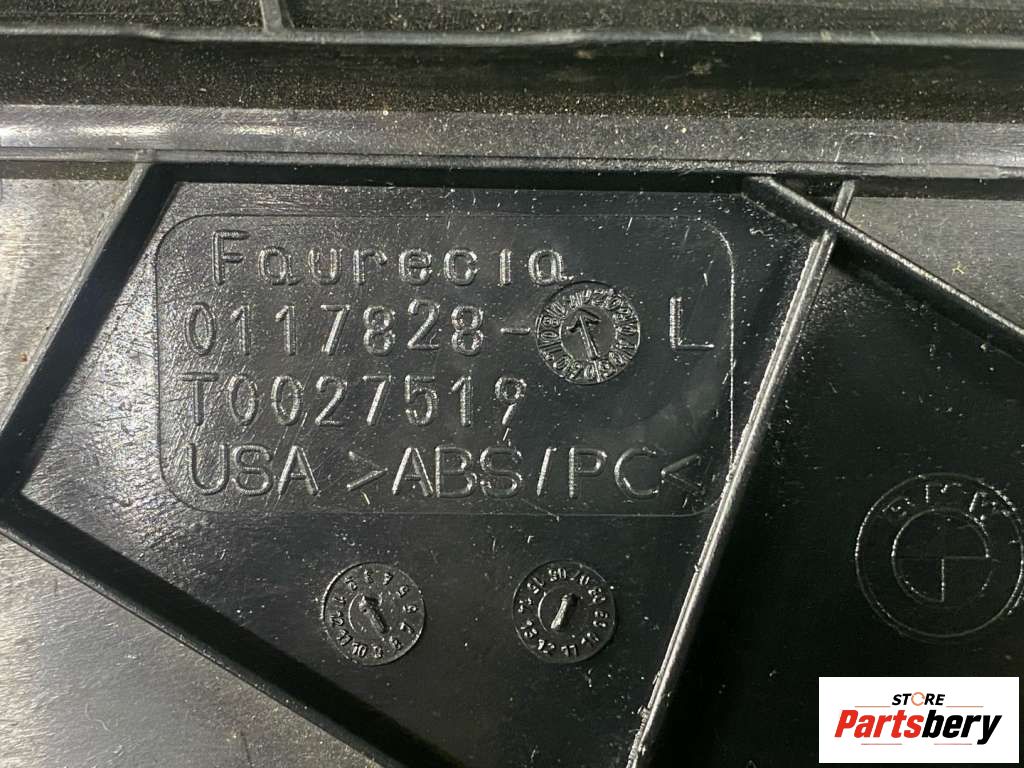 Faurecia
0117828- L
T0027519
USA >ABS/PC<
BMW
STORE
Partsbery